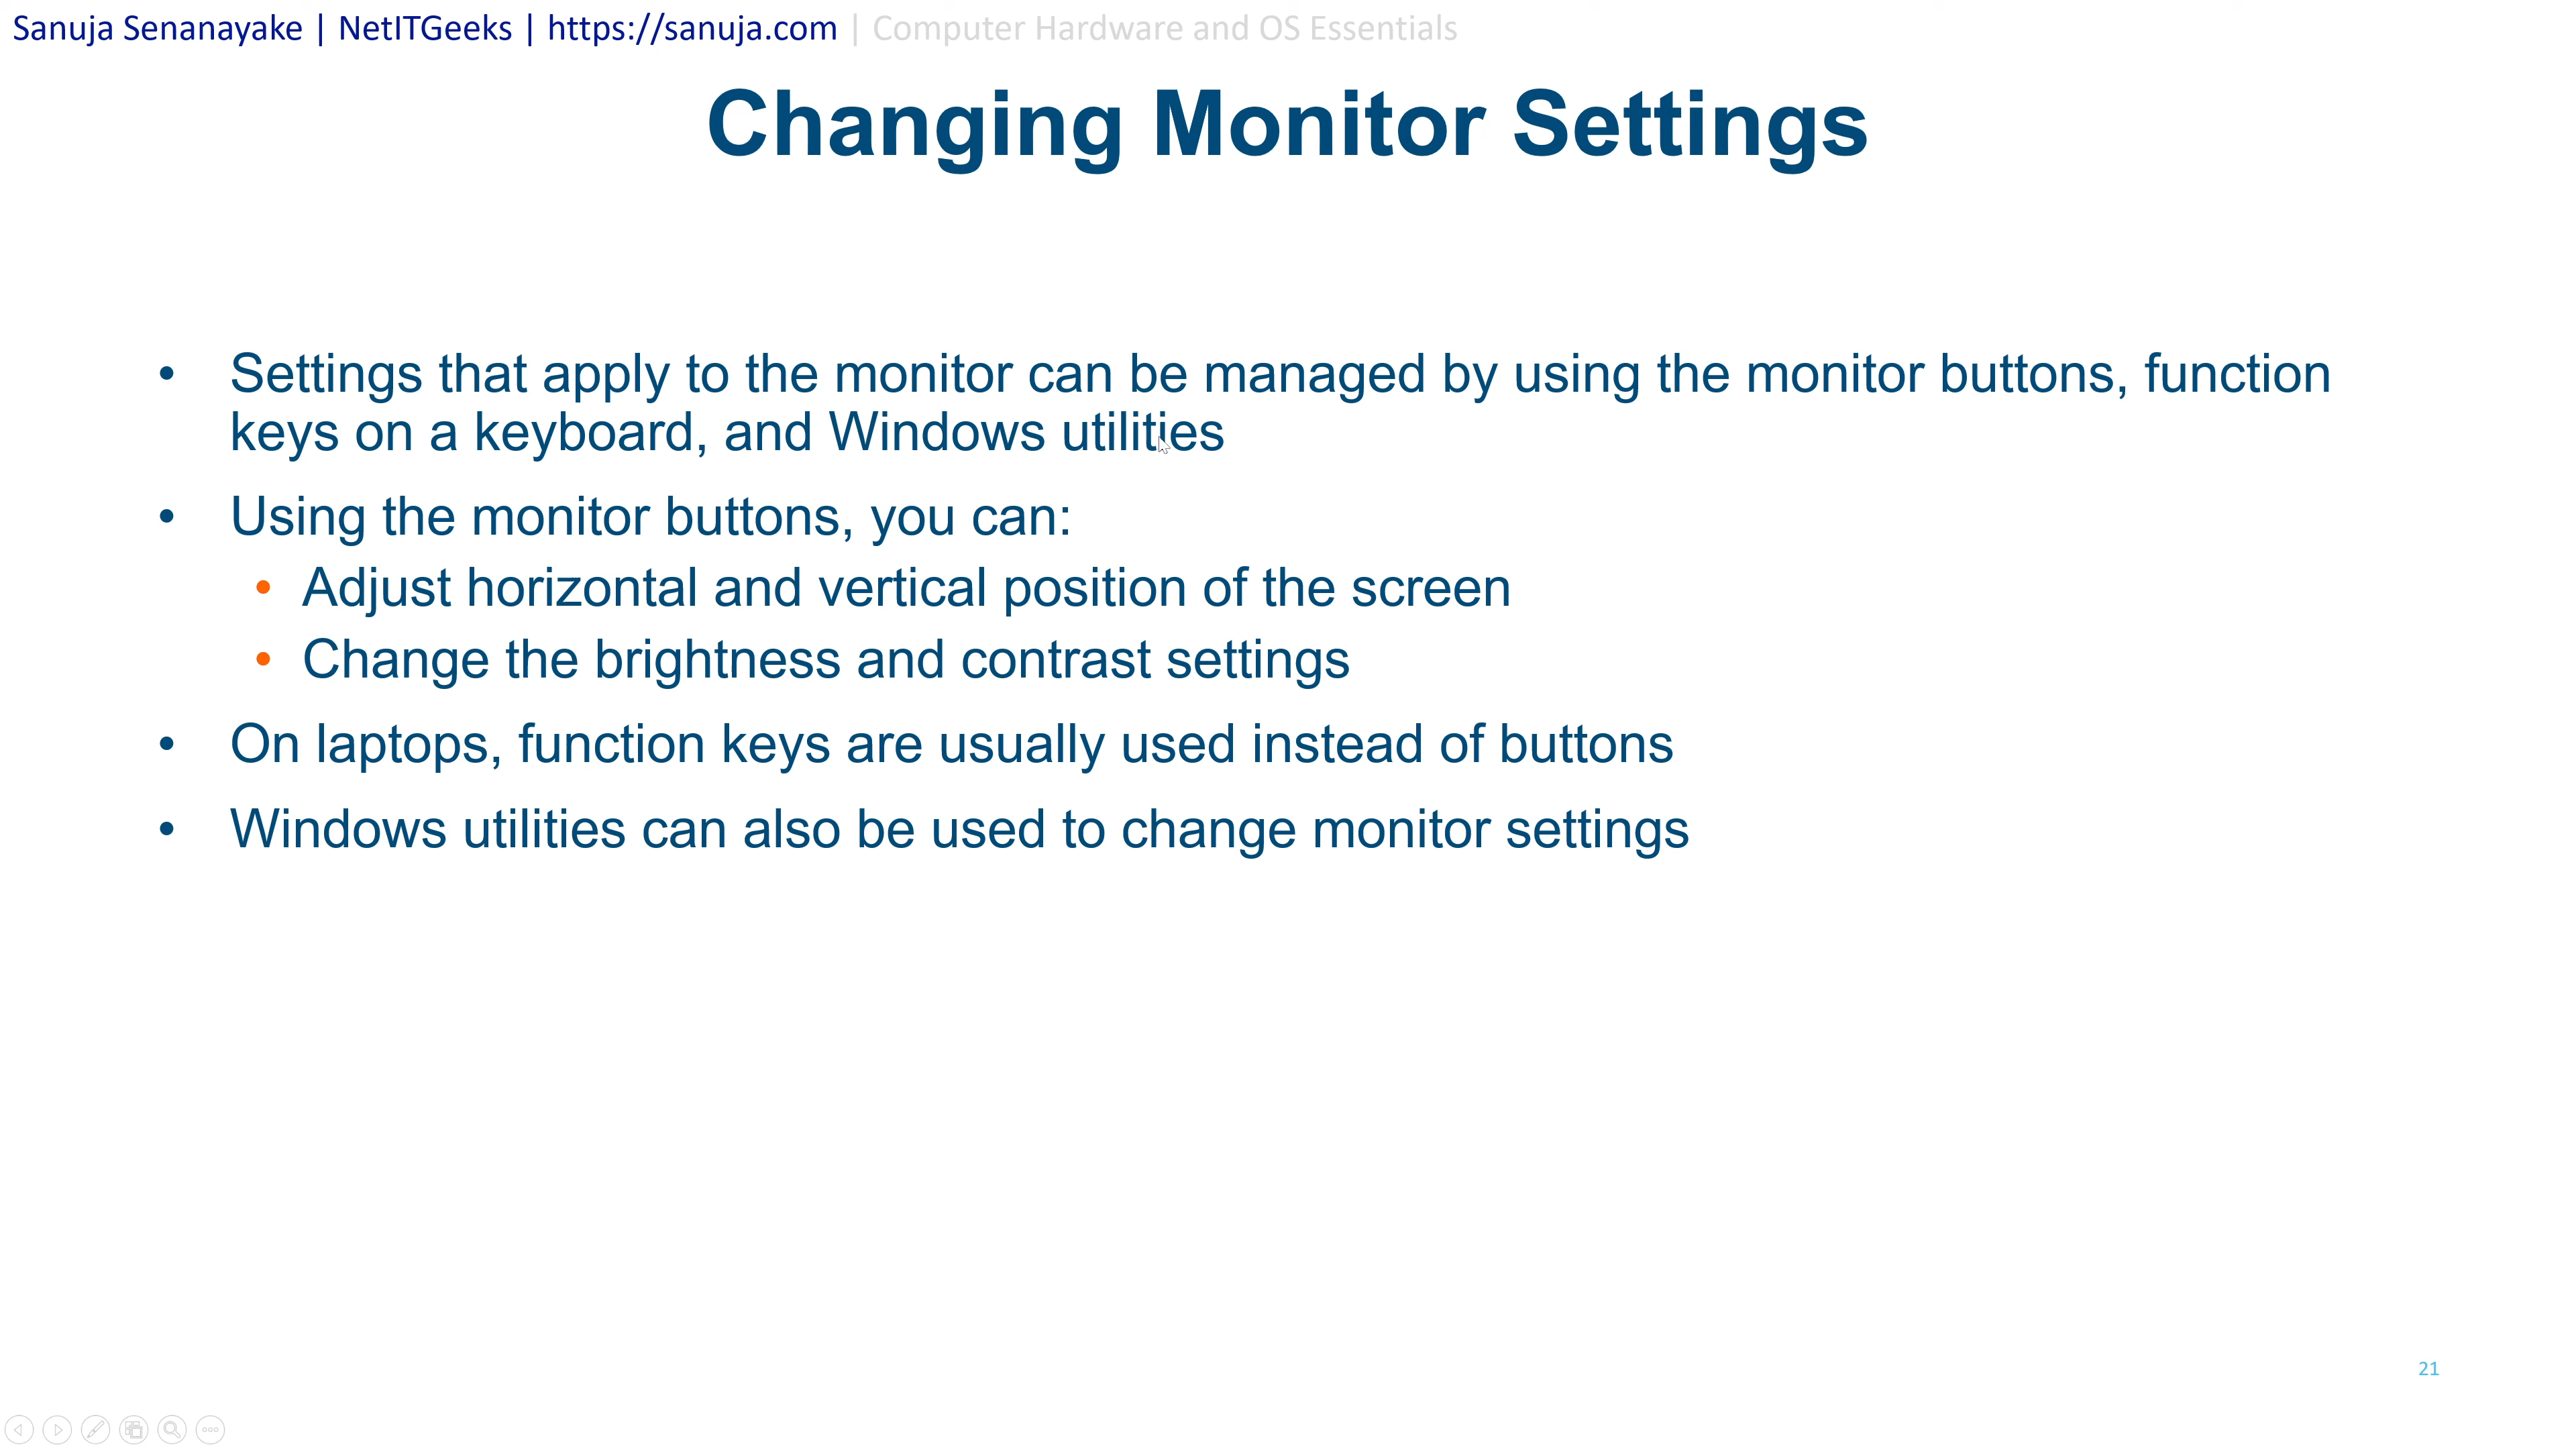 Sanuja Senanayake | NetITGeeks | https://sanuja.com | Computer Hardware and OS Essentials
Changing Monitor Settings
• Settings that apply to the monitor can be managed by using the monitor buttons, function
keys on a keyboard, and Windows utilities
• Using the monitor buttons, you can:
• Adjust horizontal and vertical position of the screen
• Change the brightness and contrast settings
• On laptops, function keys are usually used instead of buttons
• Windows utilities can also be used to change monitor settings
21